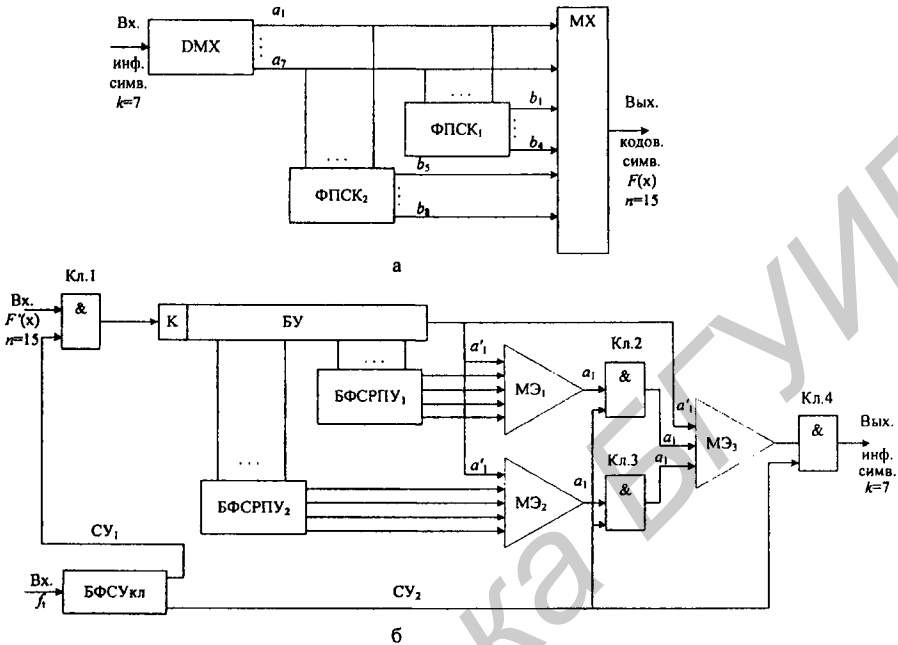 Вх.
инф.
симв.
k=7
DMX
a₁
a₇
ФПСК₁
ФПСК₂
b₁
b₄
b₅
b₈
MX
Вых.
кодов.
симв.
F(x)
n=15
а
Кл.1
Вх.
F'(x)
n=15
&
К
БУ
БФСРПУ₁
БФСРПУ₂
a'₁
МЭ₁
a₁
Кл.2
&
a'₁
МЭ₂
a₁
Кл.3
&
a'₁
a₁
a₁
МЭ₃
Кл.4
&
Вых.
инф.
симв.
k=7
СУ₁
Вх.
fₜ
БФСУкл
СУ₂
б
ка БГУИР